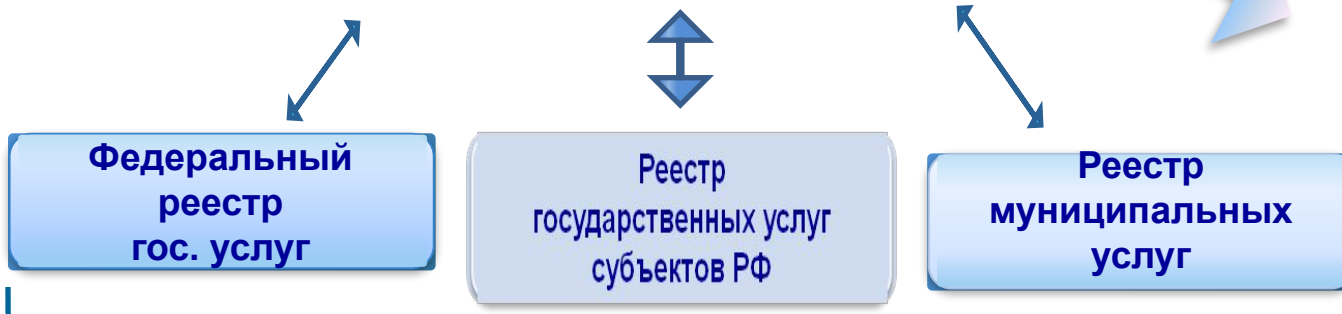 Федеральный
реестр
гос. услуг
Реестр
государственных услуг
субъектов РФ
Реестр
муниципальных
услуг